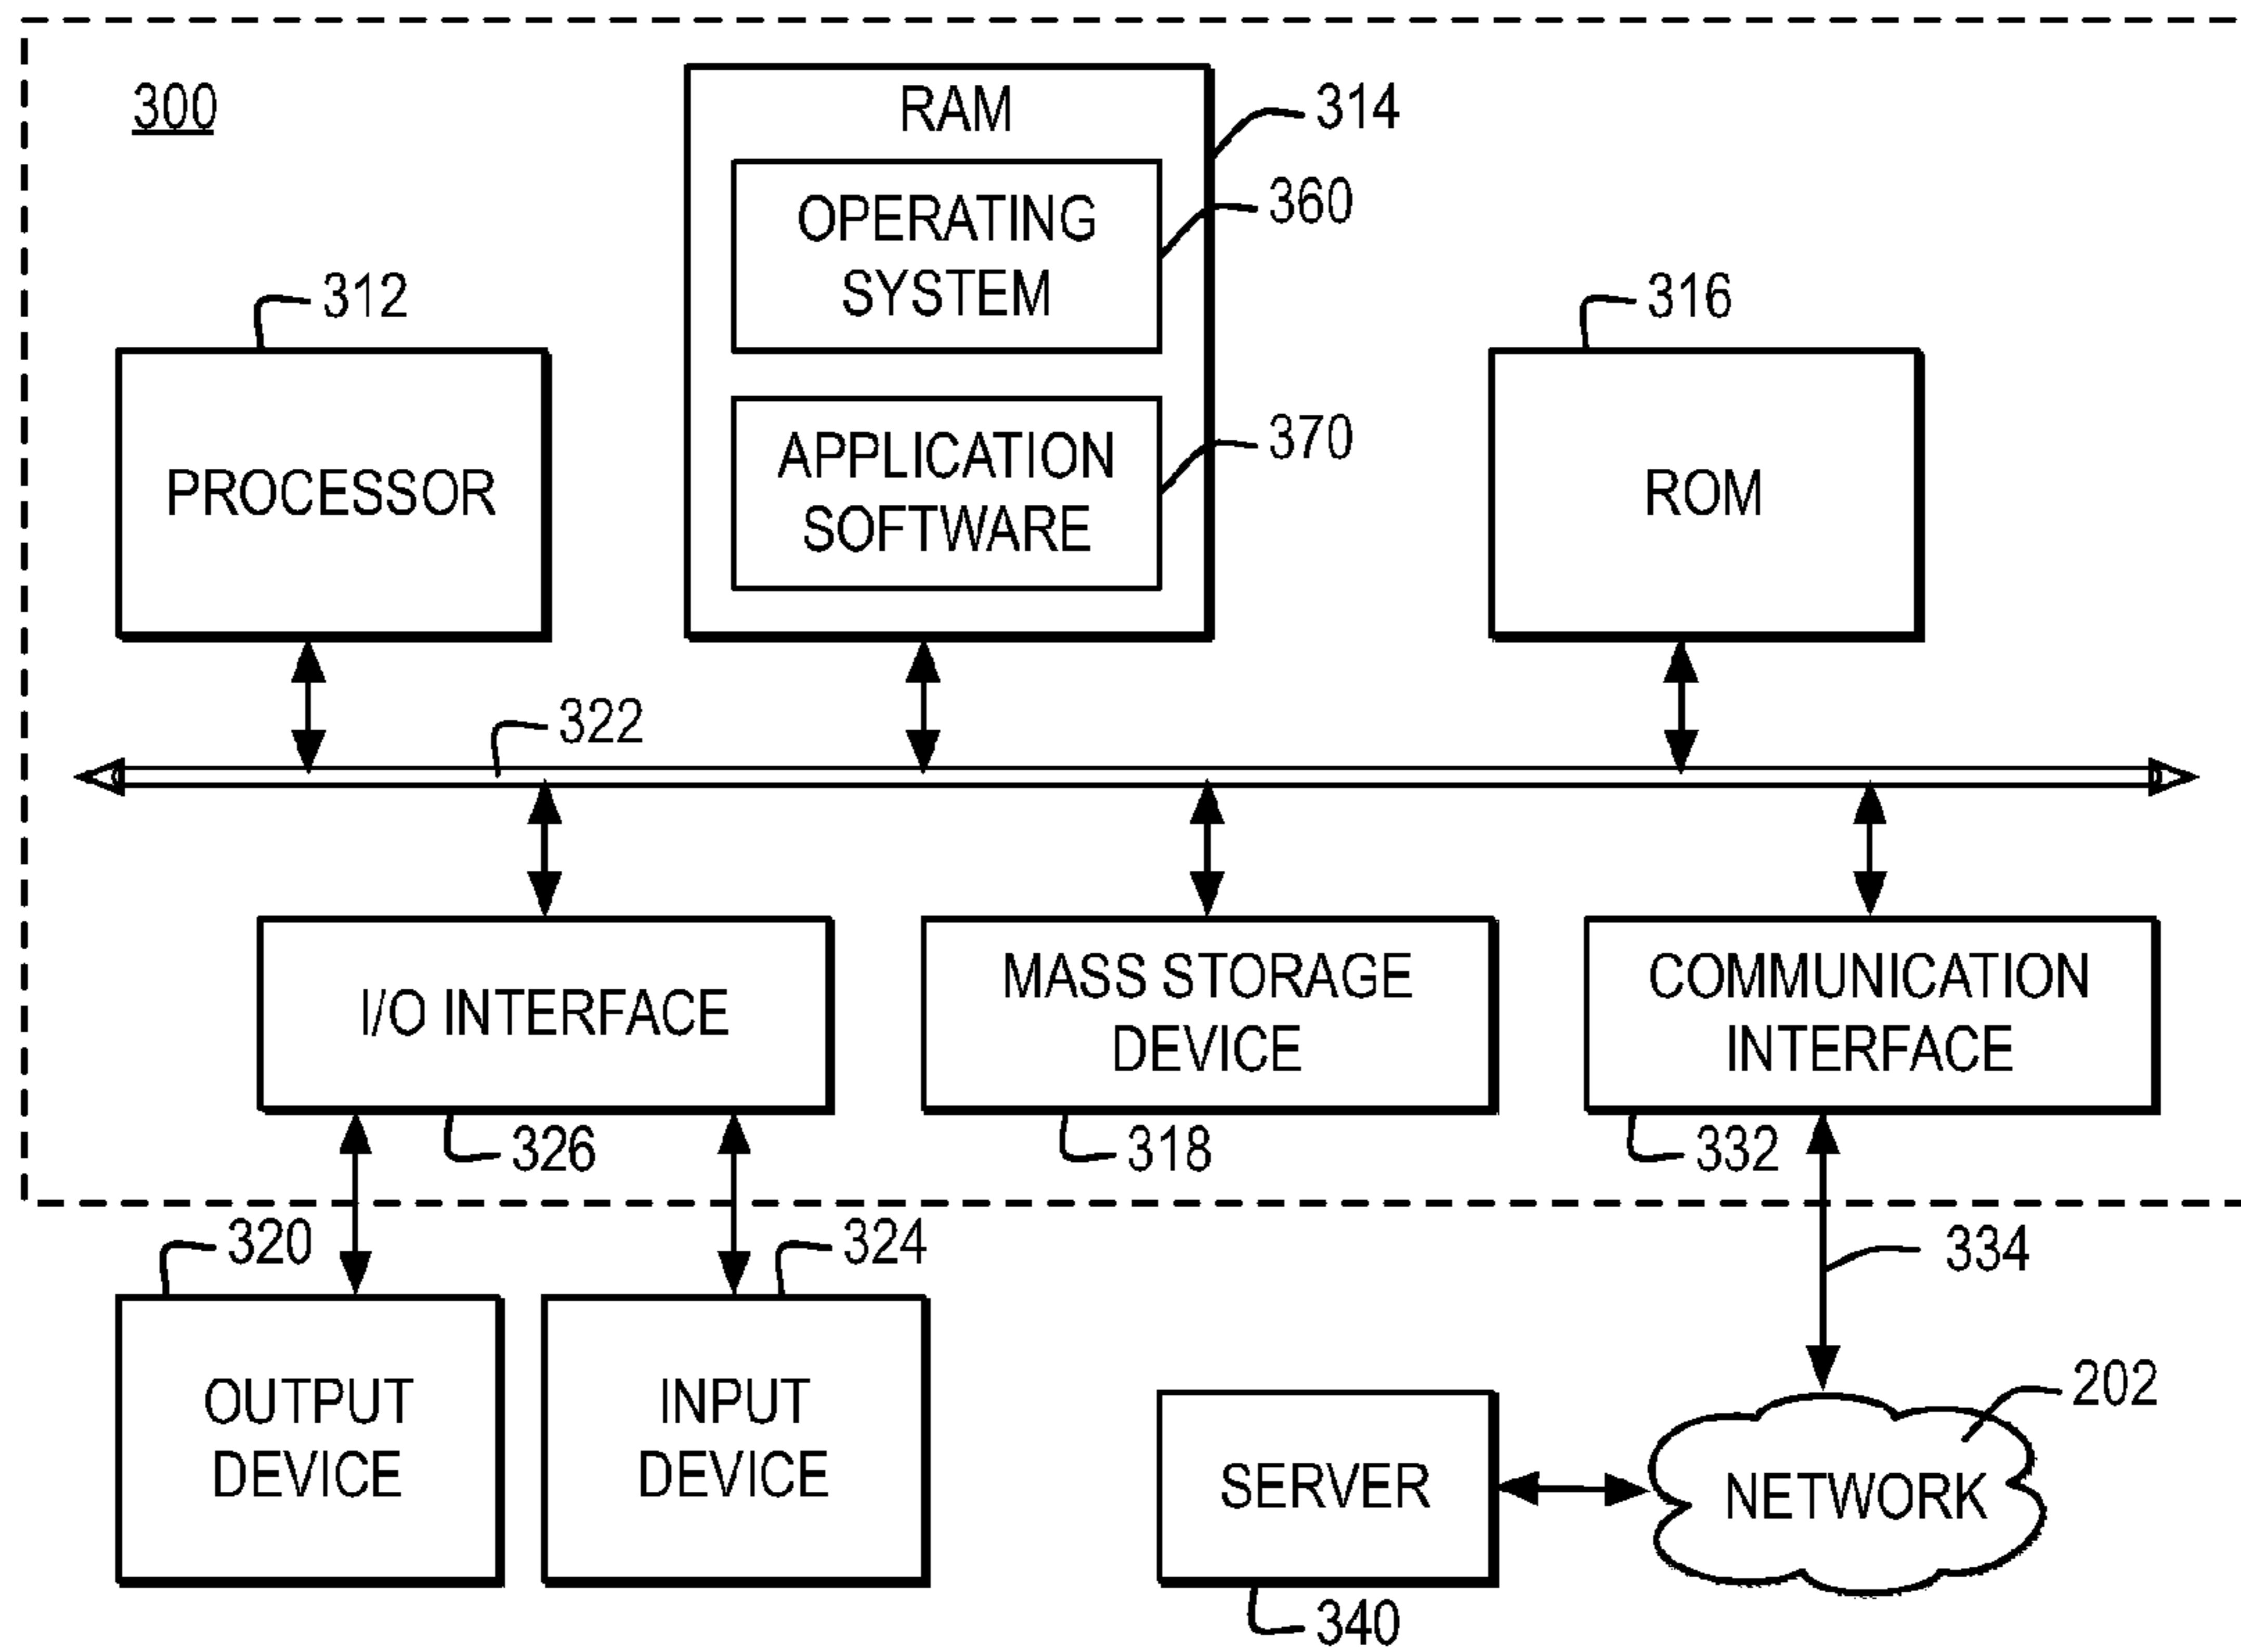 300
RAM
314
OPERATING
SYSTEM
360
312
316
APPLICATION
SOFTWARE
370
PROCESSOR
ROM
322
I/O INTERFACE
MASS STORAGE
DEVICE
COMMUNICATION
INTERFACE
326
318
332
320
324
334
OUTPUT
DEVICE
INPUT
DEVICE
202
SERVER
NETWORK
340